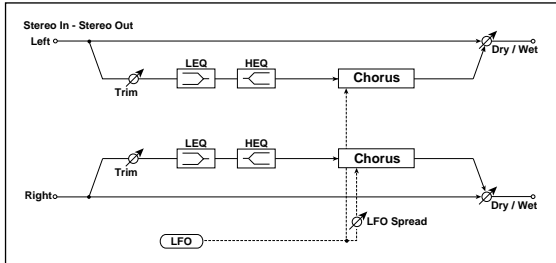 Stereo In - Stereo Out
Left
Dry / Wet
LEQ HEQ
Chorus
Trim
LEQ HEQ
Chorus
Trim
Right
Dry / Wet
LFO Spread
LFO